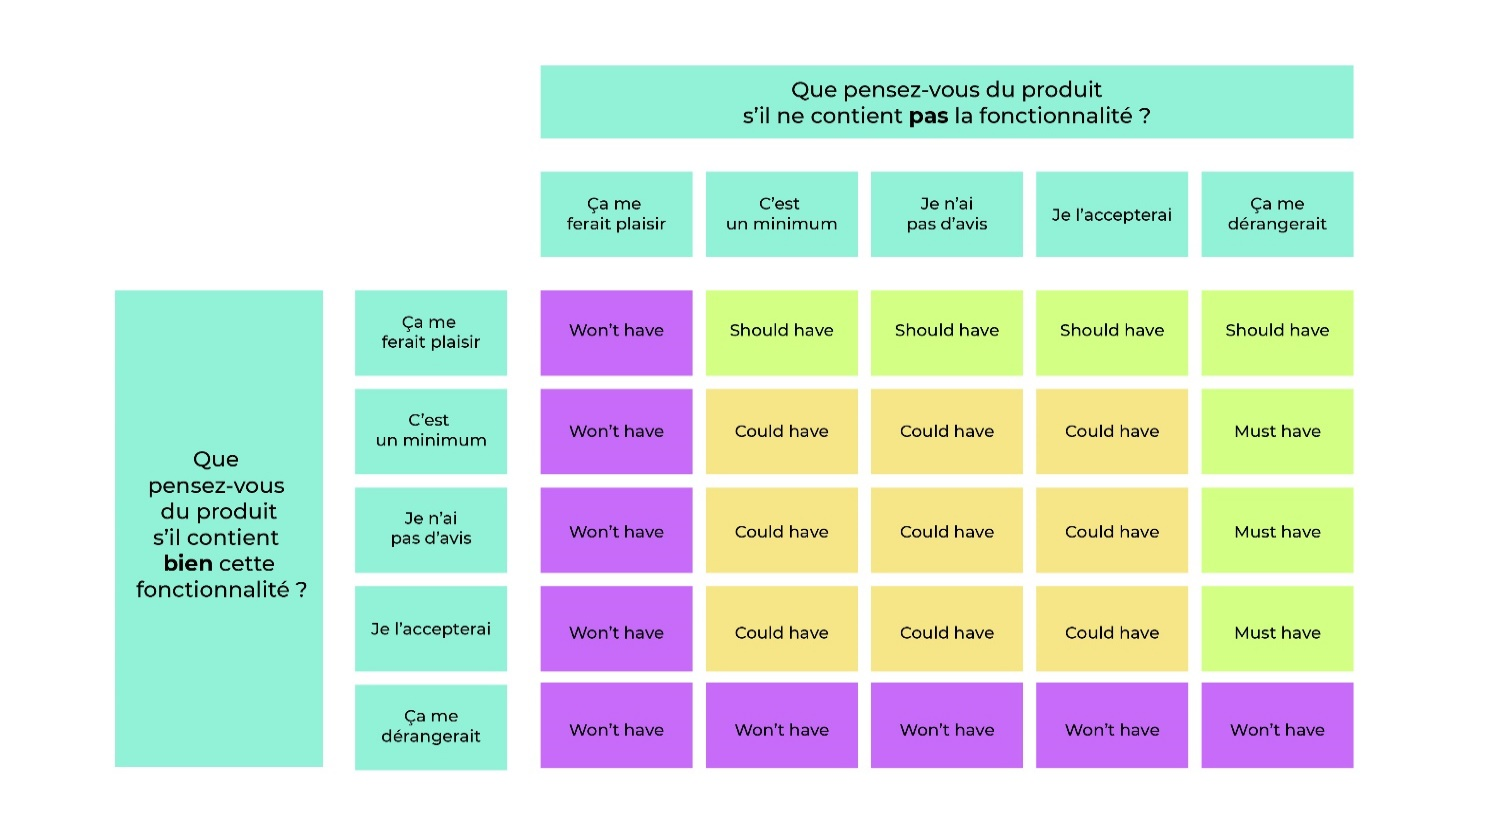 Que pensez-vous du produit
s'il ne contient pas la fonctionnalité ?
Ça me
ferait plaisir
C'est
un minimum
Je n'ai
pas d'avis
Je l'accepterai
Ça me
dérangerait
Que
pensez-vous
du produit
s'il contient
bien cette
fonctionnalité ?
Ça me
ferait plaisir
Won't have
Should have
Should have
Should have
Should have
C'est
un minimum
Won't have
Could have
Could have
Could have
Must have
Je n'ai
pas d'avis
Won't have
Could have
Could have
Could have
Must have
Je l'accepterai
Won't have
Could have
Could have
Could have
Must have
Ça me
dérangerait
Won't have
Won't have
Won't have
Won't have
Won't have